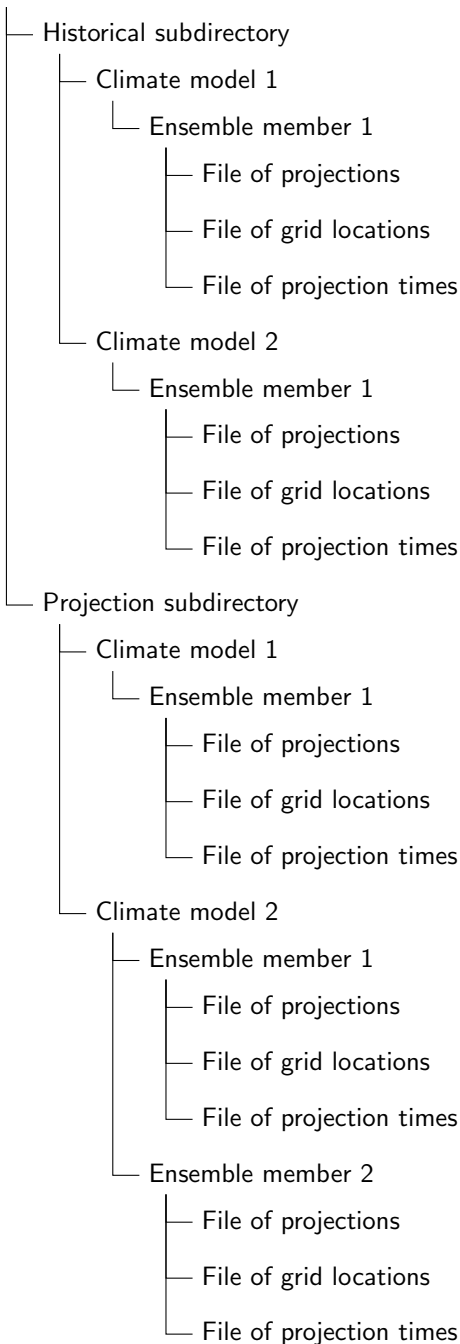 Historical subdirectory
Climate model 1
Ensemble member 1
File of projections
File of grid locations
File of projection times
Climate model 2
Ensemble member 1
File of projections
File of grid locations
File of projection times
Projection subdirectory
Climate model 1
Ensemble member 1
File of projections
File of grid locations
File of projection times
Climate model 2
Ensemble member 1
File of projections
File of grid locations
File of projection times
Ensemble member 2
File of projections
File of grid locations
File of projection times